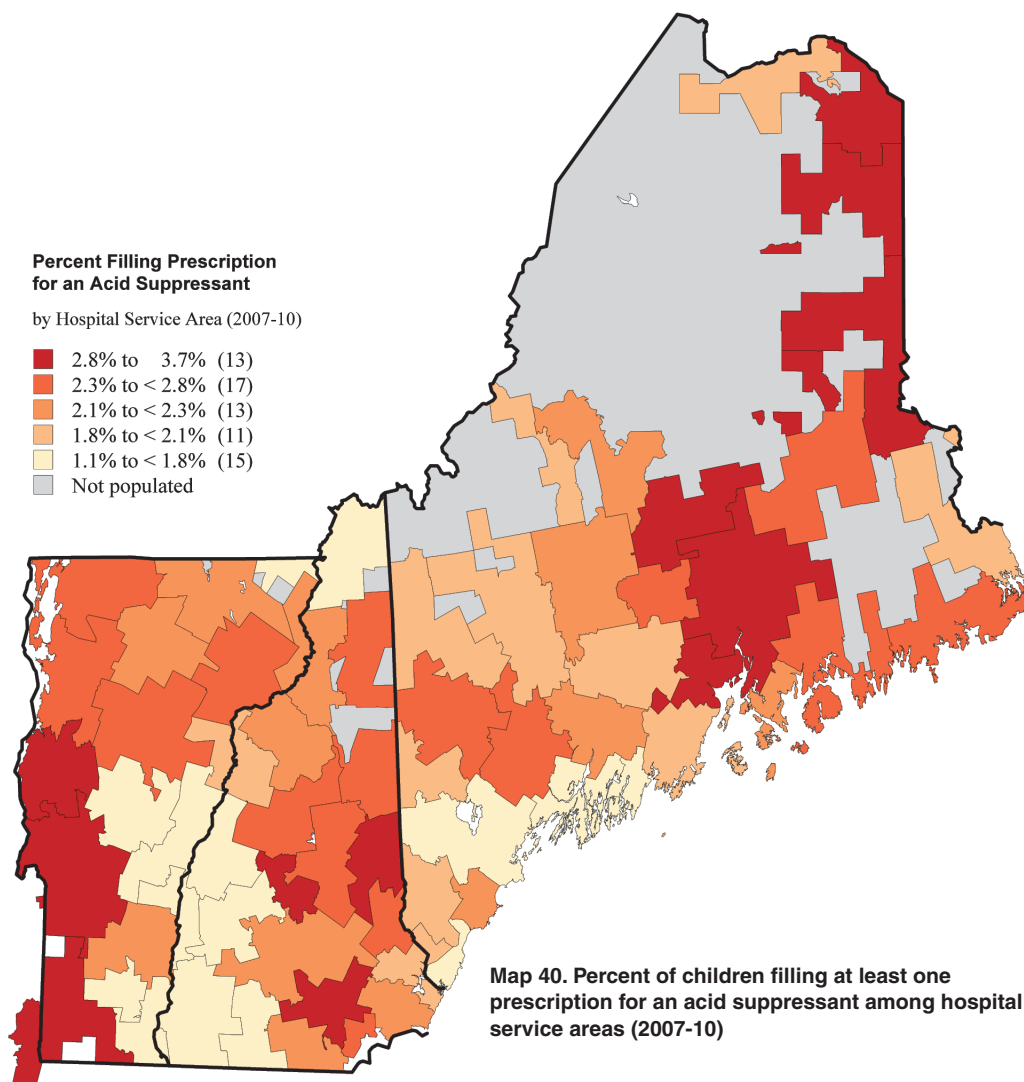 Percent Filling Prescription
for an Acid Suppressant
by Hospital Service Area (2007-10)
2.8% to 3.7% (13)
2.3% to < 2.8% (17)
2.1% to < 2.3% (13)
1.8% to < 2.1% (11)
1.1% to < 1.8% (15)
Not populated
Map 40. Percent of children filling at least one
prescription for an acid suppressant among hospital
service areas (2007-10)